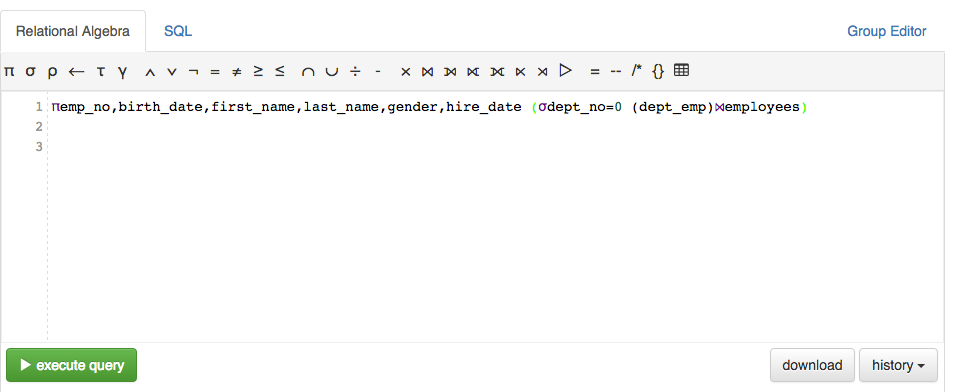 Relational Algebra SQL Group Editor
π σ ρ ← τ γ ∧ ∨ ¬ = ≠ ≥ ≤ ∩ ∪ ÷ - × ⋈ ⟕ ⟖ ⟗ ⋉ ⋊ ▷ = -- /* {}
1 πemp_no,birth_date,first_name,last_name,gender,hire_date (σdept_no=0 (dept_emp)⋈employees)
2
3
execute query download history